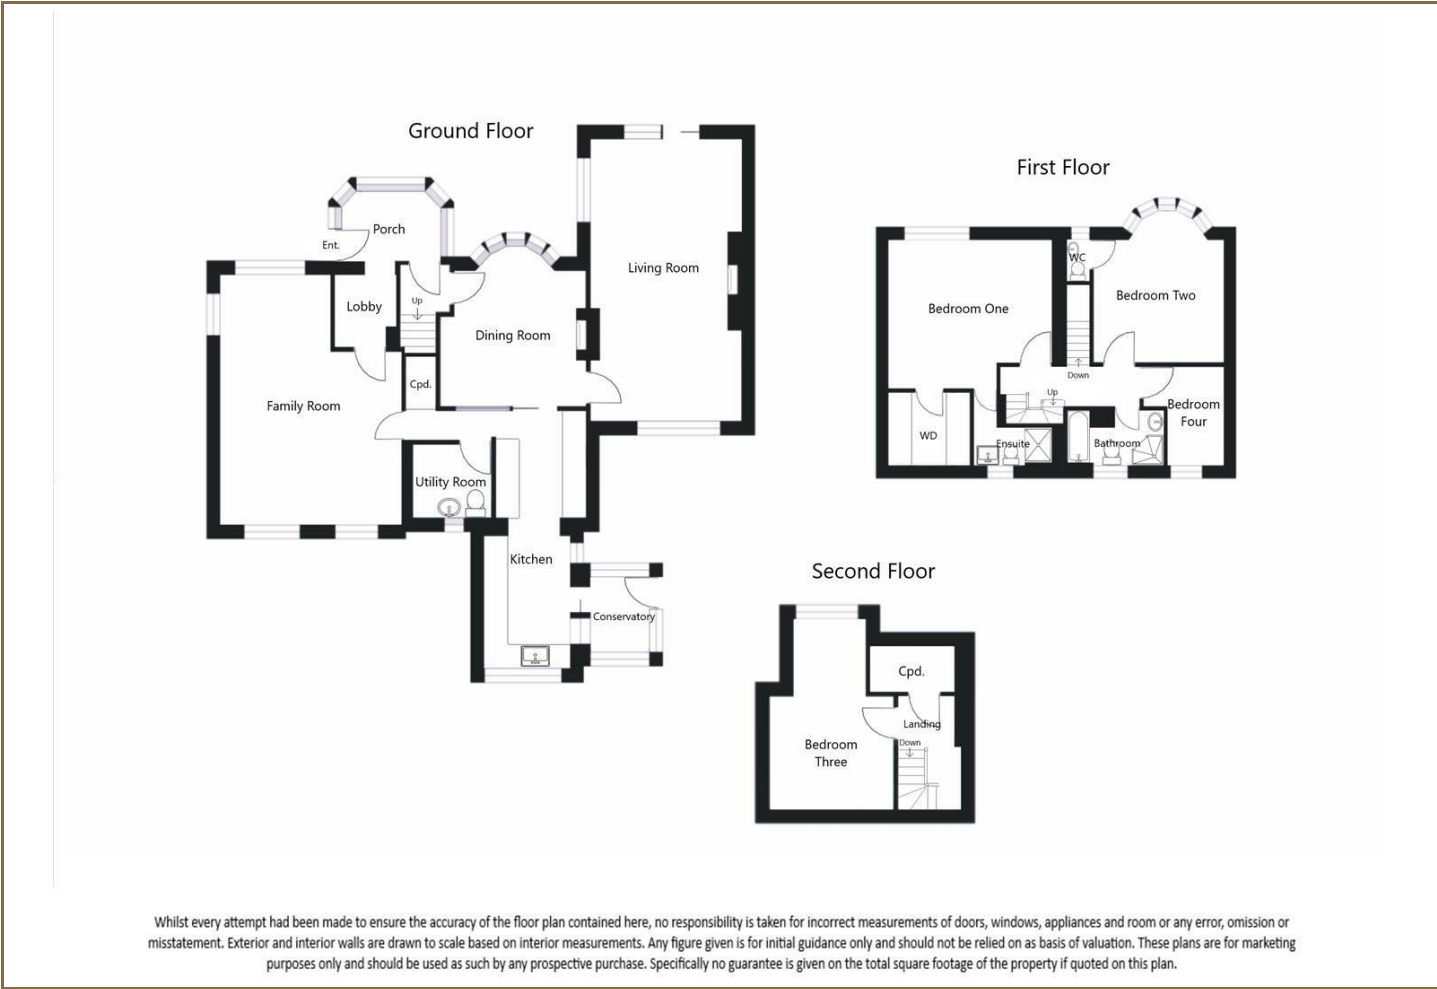 Ground Floor
Porch
Ent.
Lobby
Up
Living Room
Dining Room
Cpd.
Family Room
Utility Room
Kitchen
Conservatory
First Floor
WC
Bedroom One
Bedroom Two
Down
Up
Bedroom
Four
WD
Ensuite
Bathroom
Second Floor
Cpd.
Landing
Down
Bedroom
Three
Whilst every attempt had been made to ensure the accuracy of the floor plan contained here, no responsibility is taken for incorrect measurements of doors, windows, appliances and room or any error, omission or
misstatement. Exterior and interior walls are drawn to scale based on interior measurements. Any figure given is for initial guidance only and should not be relied on as basis of valuation. These plans are for marketing
purposes only and should be used as such by any prospective purchase. Specifically no guarantee is given on the total square footage of the property if quoted on this plan.